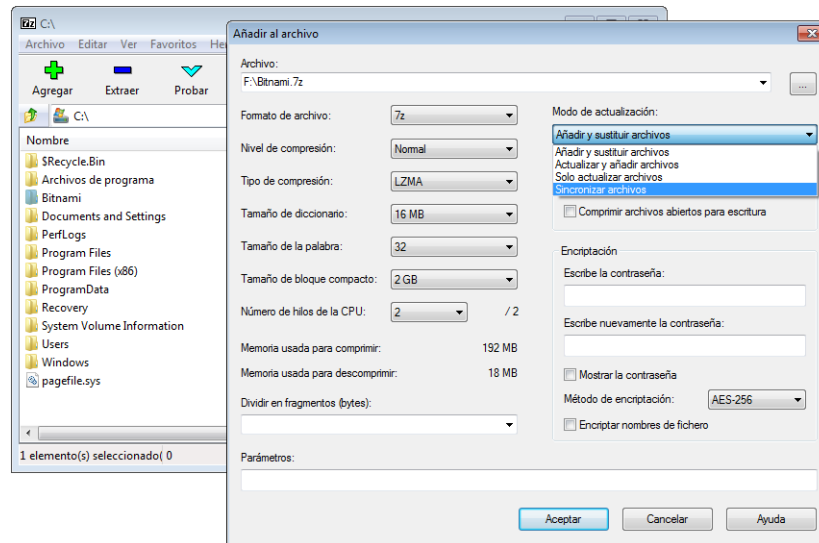 7z C:\
Archivo Editar Ver Favoritos
Agregar Extraer Probar
C:\
Nombre
$Recycle.Bin
Archivos de programa
Bitnami
Documents and Settings
PerfLogs
Program Files
Program Files (x86)
ProgramData
Recovery
System Volume Information
Users
Windows
pagefile.sys
1 elemento(s) seleccionado( 0
Añadir al archivo
Archivo:
F:\Bitnami.7z
...
Formato de archivo: 7z
Nivel de compresión: Normal
Tipo de compresión: LZMA
Tamaño de diccionario: 16 MB
Tamaño de la palabra: 32
Tamaño de bloque compacto: 2 GB
Número de hilos de la CPU: 2 / 2
Memoria usada para comprimir: 192 MB
Memoria usada para descomprimir: 18 MB
Dividir en fragmentos (bytes):
Modo de actualización:
Añadir y sustituir archivos
Añadir y sustituir archivos
Actualizar y añadir archivos
Solo actualizar archivos
Sincronizar archivos
Comprimir archivos abiertos para escritura
Encriptación
Escribe la contraseña:
Escribe nuevamente la contraseña:
Mostrar la contraseña
Método de encriptación: AES-256
Encriptar nombres de fichero
Parámetros:
Aceptar Cancelar Ayuda